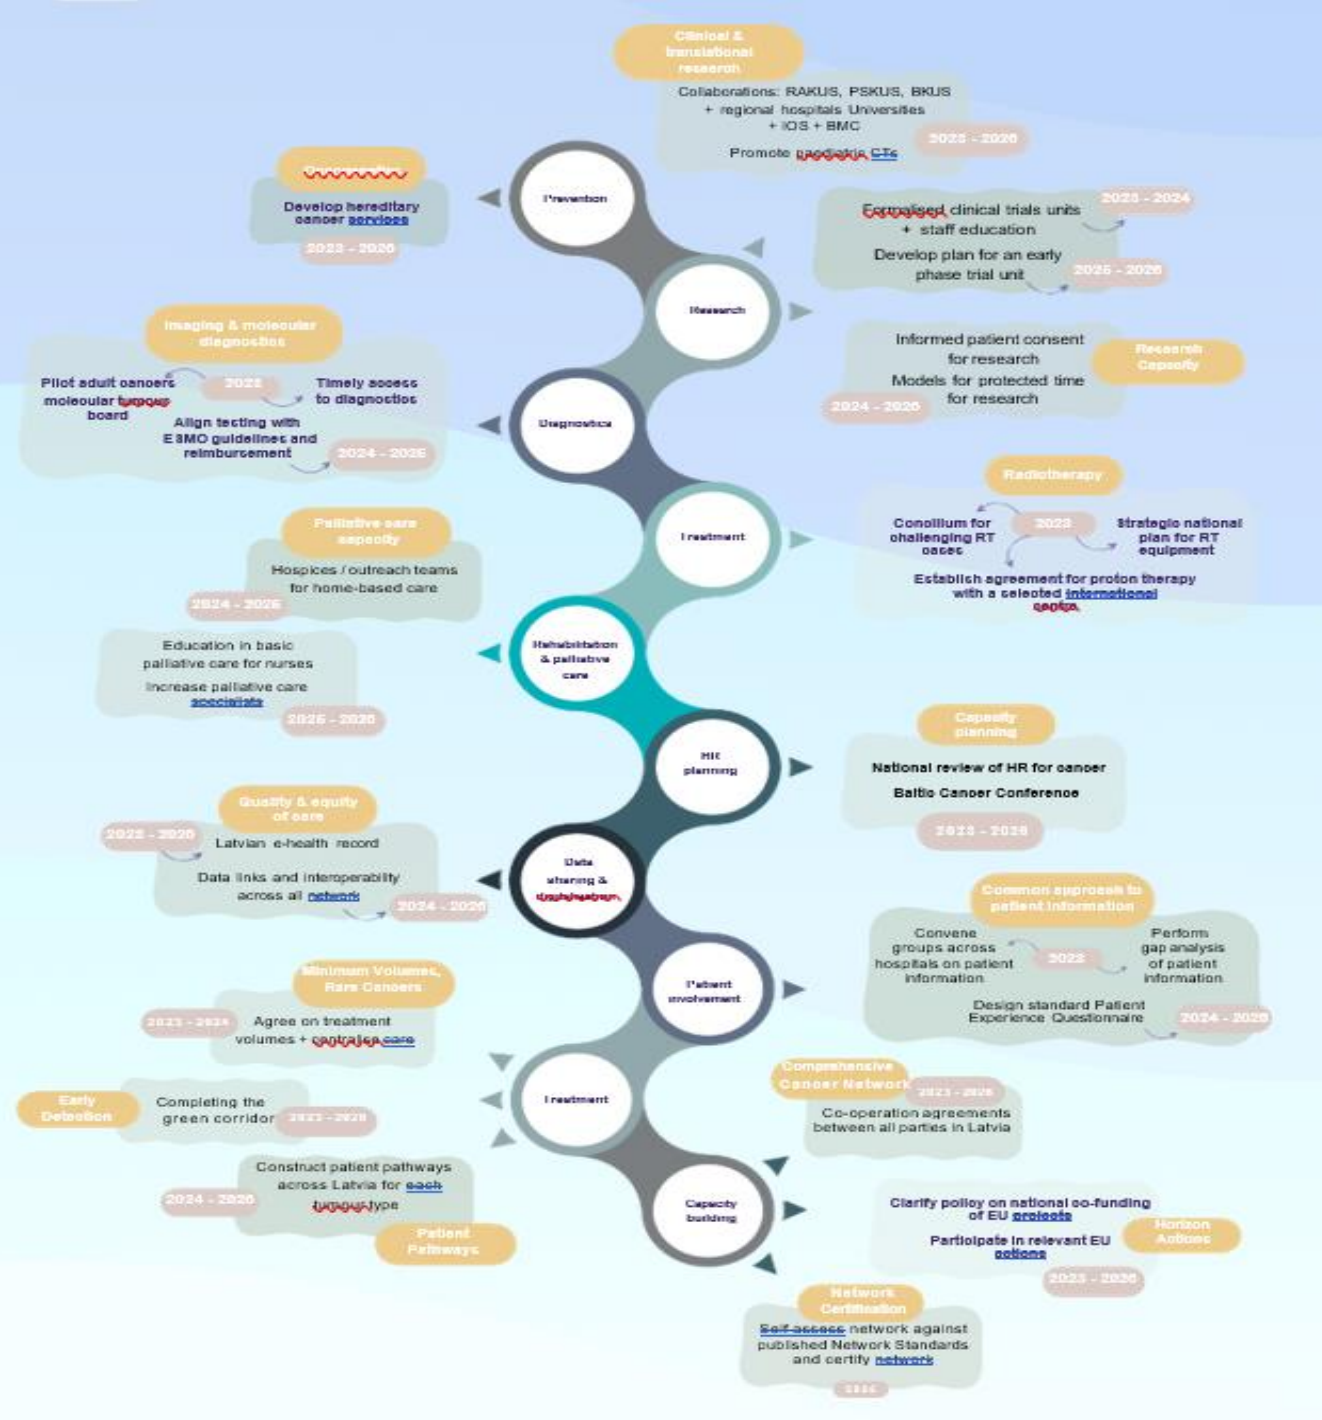 Clinical &
translational
research
Collaborations: RAKUS, PSKUS, BKUS
+ regional hospitals Universities
+ IOS + BMC
Promote paediatric CTs
2023 - 2026
Develop hereditary
cancer services
2023 - 2026
Prevention
Formalised clinical trials units
+ staff education
2023 - 2024
Develop plan for an early
phase trial unit
2025 - 2026
Research
Informed patient consent
for research
Models for protected time
for research
2024 - 2026
Research
Capacity
Imaging & molecular
diagnostics
Pilot adult cancers
molecular tumour
board
2023
Timely access
to diagnostics
Align testing with
ESMO guidelines and
reimbursement
2024 - 2025
Diagnostics
Radiotherapy
Concilium for
challenging RT
cases
2023
Strategic national
plan for RT
equipment
Establish agreement for proton therapy
with a selected international
centre
Treatment
Palliative care
capacity
Hospices / outreach teams
for home-based care
Education in basic
palliative care for nurses
Increase palliative care
specialists
2025 - 2026
Rehabilitation
& palliative
care
Capacity
planning
National review of HR for cancer
Baltic Cancer Conference
HR
planning
Quality & equity
of care
Latvian e-health record
Data links and interoperability
across all network
2024 - 2026
Data
sharing &
Common approach to
patient information
Convene
groups across
hospitals on patient
information
2023
Perform
gap analysis
of patient
information
Design standard Patient
Experience Questionnaire
Patient
involvement
Minimum Volumes,
Rare Cancers
2023 - 2024
Agree on treatment
volumes + centralise care
Early
Detection
Completing the
green corridor
Construct patient pathways
across Latvia for each
tumour type
2024 - 2026
Patient
Pathways
Treatment
Comprehensive
Cancer Network
2023 - 2026
Co-operation agreements
between all parties in Latvia
Clarify policy on national co-funding
of EU projects
Participate in relevant EU
actions
2023 - 2026
Horizon
Actions
Capacity
building
Network
Certification
Self-assess network against
published Network Standards
and certify network